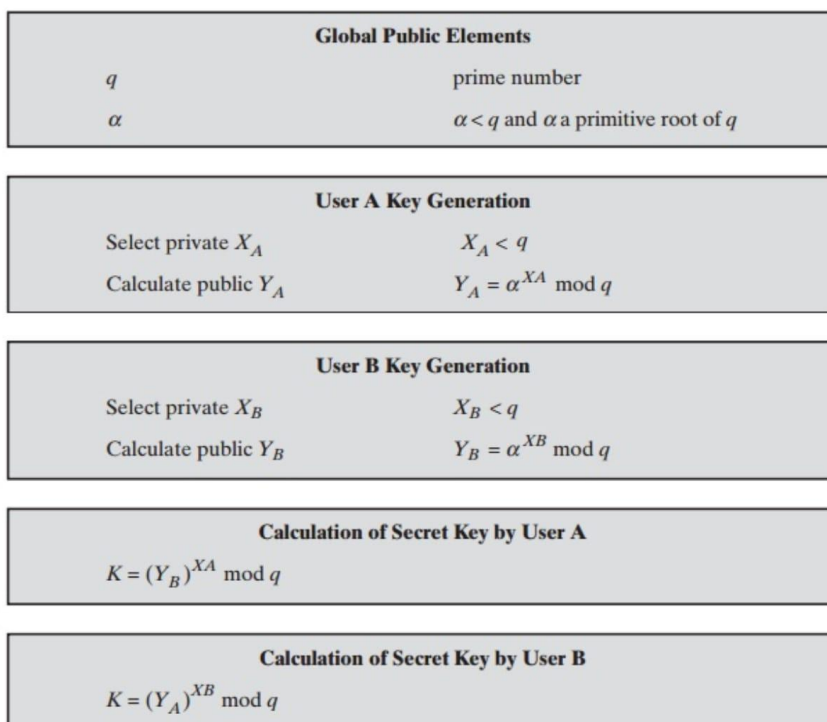 Global Public Elements
q prime number
α α < q and α a primitive root of q
User A Key Generation
Select private X_A X_A < q
Calculate public Y_A Y_A = α^{XA} mod q
User B Key Generation
Select private X_B X_B < q
Calculate public Y_B Y_B = α^{XB} mod q
Calculation of Secret Key by User A
K = (Y_B)^{XA} mod q
Calculation of Secret Key by User B
K = (Y_A)^{XB} mod q